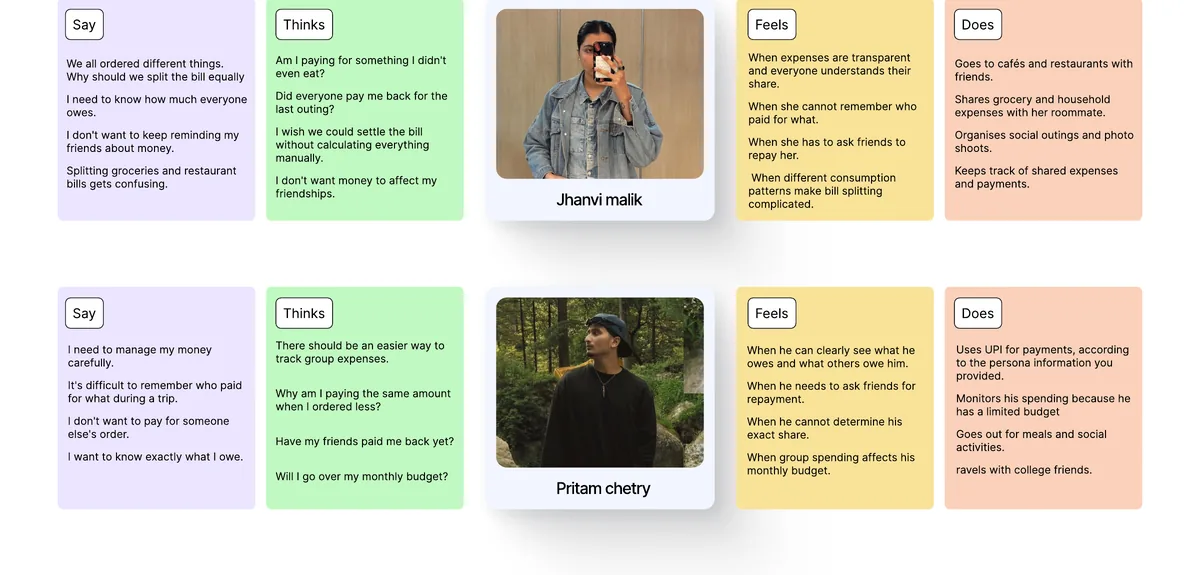 Say
We all ordered different things.
Why should we split the bill equally
I need to know how much everyone
owes.
I don't want to keep reminding my
friends about money.
Splitting groceries and restaurant
bills gets confusing.
Thinks
Am I paying for something I didn't
even eat?
Did everyone pay me back for the
last outing?
I wish we could settle the bill
without calculating everything
manually.
I don't want money to affect my
friendships.
Jhanvi malik
Feels
When expenses are transparent
and everyone understands their
share.
When she cannot remember who
paid for what.
When she has to ask friends to
repay her.
When different consumption
patterns make bill splitting
complicated.
Does
Goes to cafés and restaurants with
friends.
Shares grocery and household
expenses with her roommate.
Organises social outings and photo
shoots.
Keeps track of shared expenses
and payments.
Say
I need to manage my money
carefully.
It's difficult to remember who paid
for what during a trip.
I don't want to pay for someone
else's order.
I want to know exactly what I owe.
Thinks
There should be an easier way to
track group expenses.
Why am I paying the same amount
when I ordered less?
Have my friends paid me back yet?
Will I go over my monthly budget?
Pritam chetry
Feels
When he can clearly see what he
owes and what others owe him.
When he needs to ask friends for
repayment.
When he cannot determine his
exact share.
When group spending affects his
monthly budget.
Does
Uses UPI for payments, according
to the persona information you
provided.
Monitors his spending because he
has a limited budget
Goes out for meals and social
activities.
ravels with college friends.